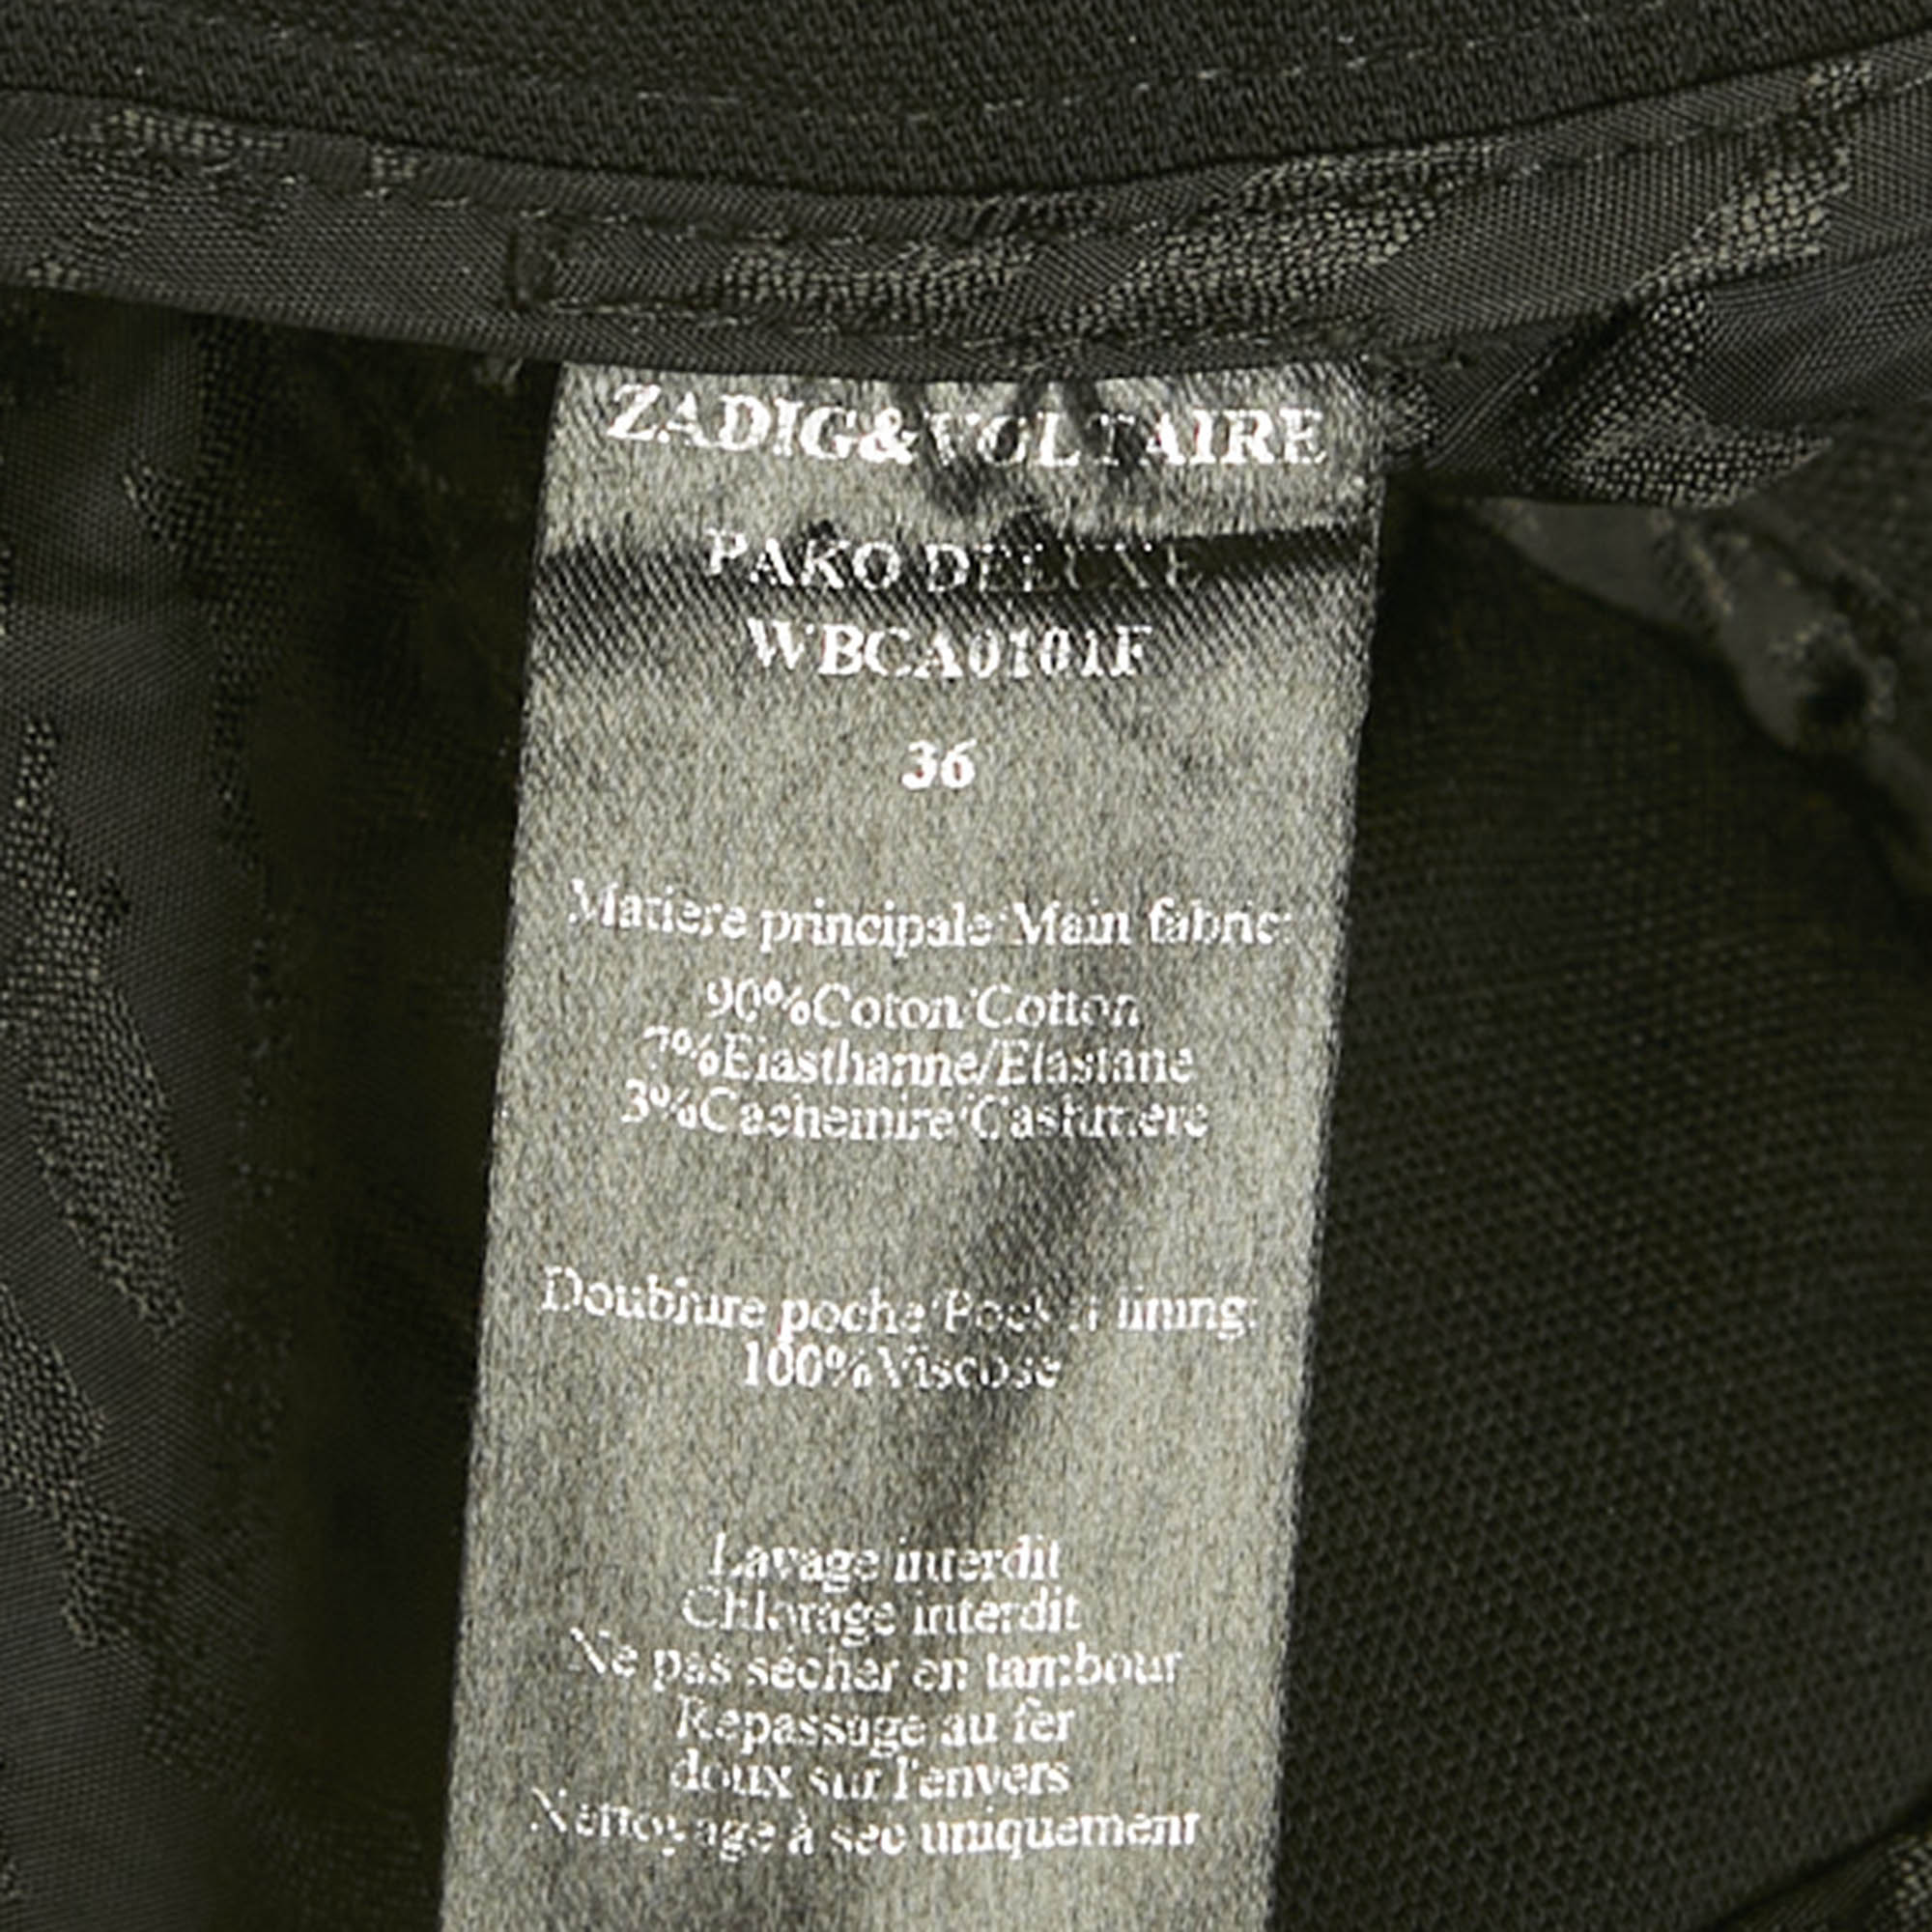 ZADIG&VOLTAIRE
PAKO DELUXE
WBCA0101F
36
Matière principale/Main fabric:
90%Coton/Cotton
7%Elasthanne/Elastane
3%Cachemire/Cashmere
Doublure poche/Pocket lining:
100%Viscose
Lavage interdit
Chlorage interdit
Ne pas sécher en tambour
Repassage au fer
doux sur l'envers
Nettoyage à sec uniquement